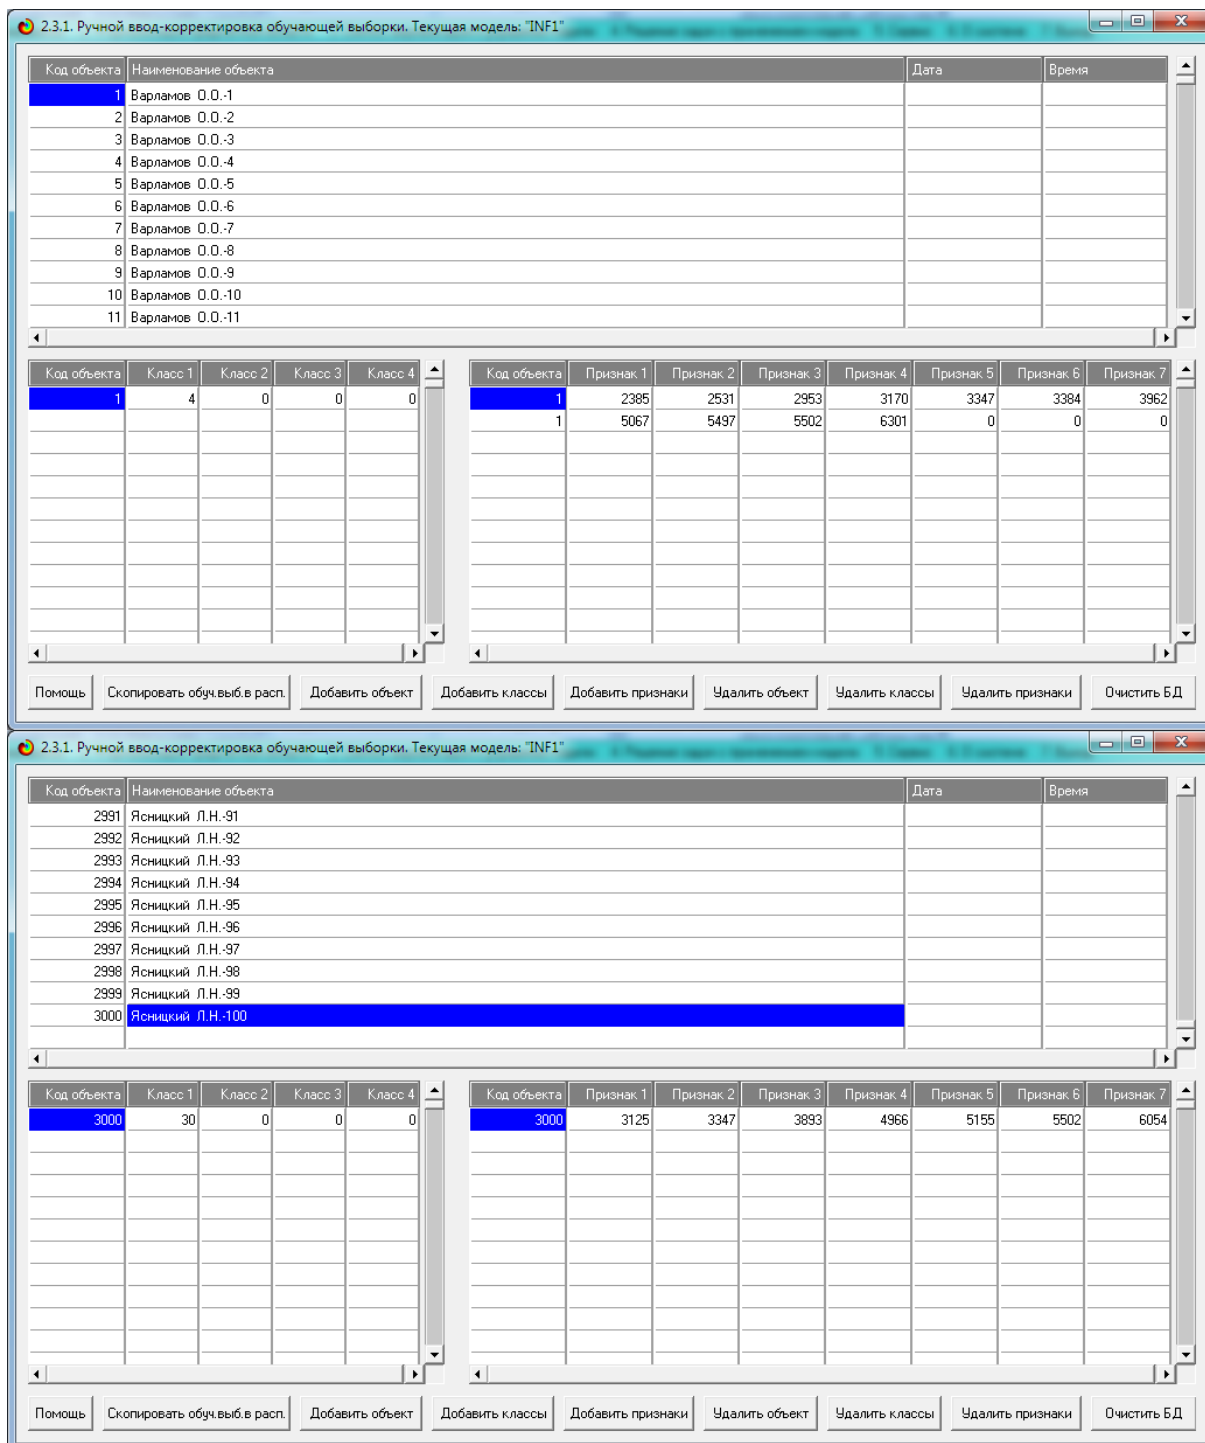 2.3.1. Ручной ввод-корректировка обучающей выборки. Текущая модель: "INF1"
Код объекта Наименование объекта Дата Время
1 Варламов О.О.-1
2 Варламов О.О.-2
3 Варламов О.О.-3
4 Варламов О.О.-4
5 Варламов О.О.-5
6 Варламов О.О.-6
7 Варламов О.О.-7
8 Варламов О.О.-8
9 Варламов О.О.-9
10 Варламов О.О.-10
11 Варламов О.О.-11
Код объекта Класс 1 Класс 2 Класс 3 Класс 4
1 4 0 0 0
Код объекта Признак 1 Признак 2 Признак 3 Признак 4 Признак 5 Признак 6 Признак 7
1 2385 2531 2953 3170 3347 3384 3962
1 5067 5497 5502 6301 0 0 0
Помощь Скопировать обуч.выб.в расп. Добавить объект Добавить классы Добавить признаки Удалить объект Удалить классы Удалить признаки Очистить БД
2.3.1. Ручной ввод-корректировка обучающей выборки. Текущая модель: "INF1"
Код объекта Наименование объекта Дата Время
2991 Ясницкий Л.Н.-91
2992 Ясницкий Л.Н.-92
2993 Ясницкий Л.Н.-93
2994 Ясницкий Л.Н.-94
2995 Ясницкий Л.Н.-95
2996 Ясницкий Л.Н.-96
2997 Ясницкий Л.Н.-97
2998 Ясницкий Л.Н.-98
2999 Ясницкий Л.Н.-99
3000 Ясницкий Л.Н.-100
Код объекта Класс 1 Класс 2 Класс 3 Класс 4
3000 30 0 0 0
Код объекта Признак 1 Признак 2 Признак 3 Признак 4 Признак 5 Признак 6 Признак 7
3000 3125 3347 3893 4966 5155 5502 6054
Помощь Скопировать обуч.выб.в расп. Добавить объект Добавить классы Добавить признаки Удалить объект Удалить классы Удалить признаки Очистить БД